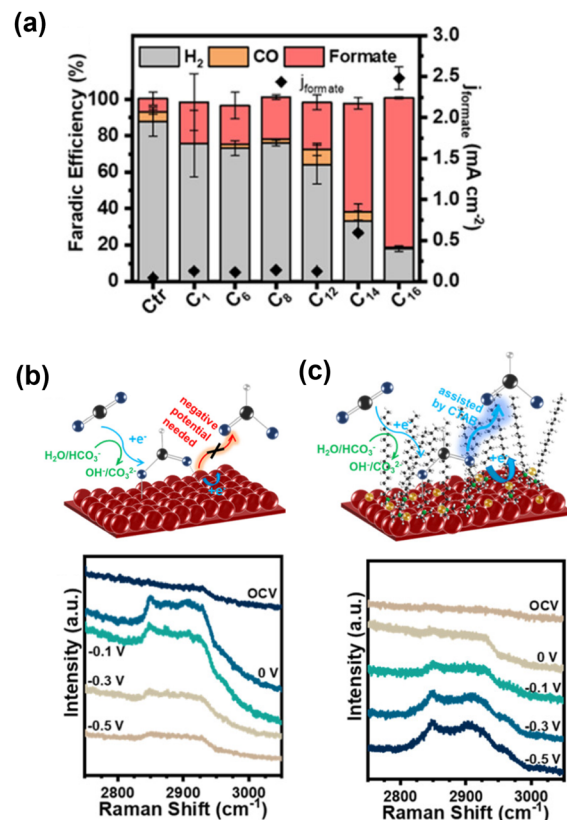 (a)
H₂ CO Formate
jformate
Faradic Efficiency (%)
100
80
60
40
20
0
3.0
2.5
2.0
1.5
1.0
0.5
0.0
jformate (mA cm⁻²)
Ctr C₁ C₆ C₈ C₁₂ C₁₄ C₁₆
(b)
+e⁻
negative
potential
needed
H₂O/HCO₃⁻
OH⁻/CO₃²⁻
+e⁻
Intensity (a.u.)
OCV
0 V
-0.1 V
-0.3 V
-0.5 V
2800 2900 3000
Raman Shift (cm⁻¹)
(c)
+e⁻
assisted
by CTAB
H₂O/HCO₃⁻
OH⁻/CO₃²⁻
+e⁻
Intensity (a.u.)
OCV
0 V
-0.1 V
-0.3 V
-0.5 V
2800 2900 3000
Raman Shift (cm⁻¹)